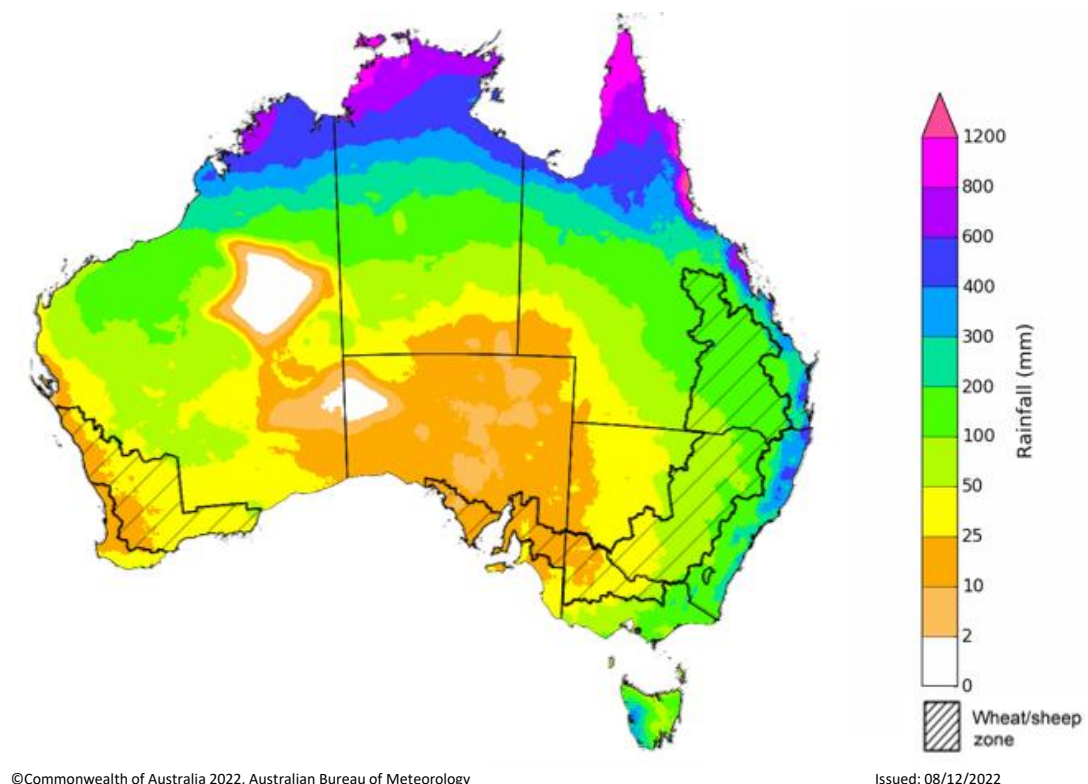 1200
800
600
400
300
200
100
50
25
10
2
0
Rainfall (mm)
Wheat/sheep
zone
©Commonwealth of Australia 2022, Australian Bureau of Meteorology
Issued: 08/12/2022